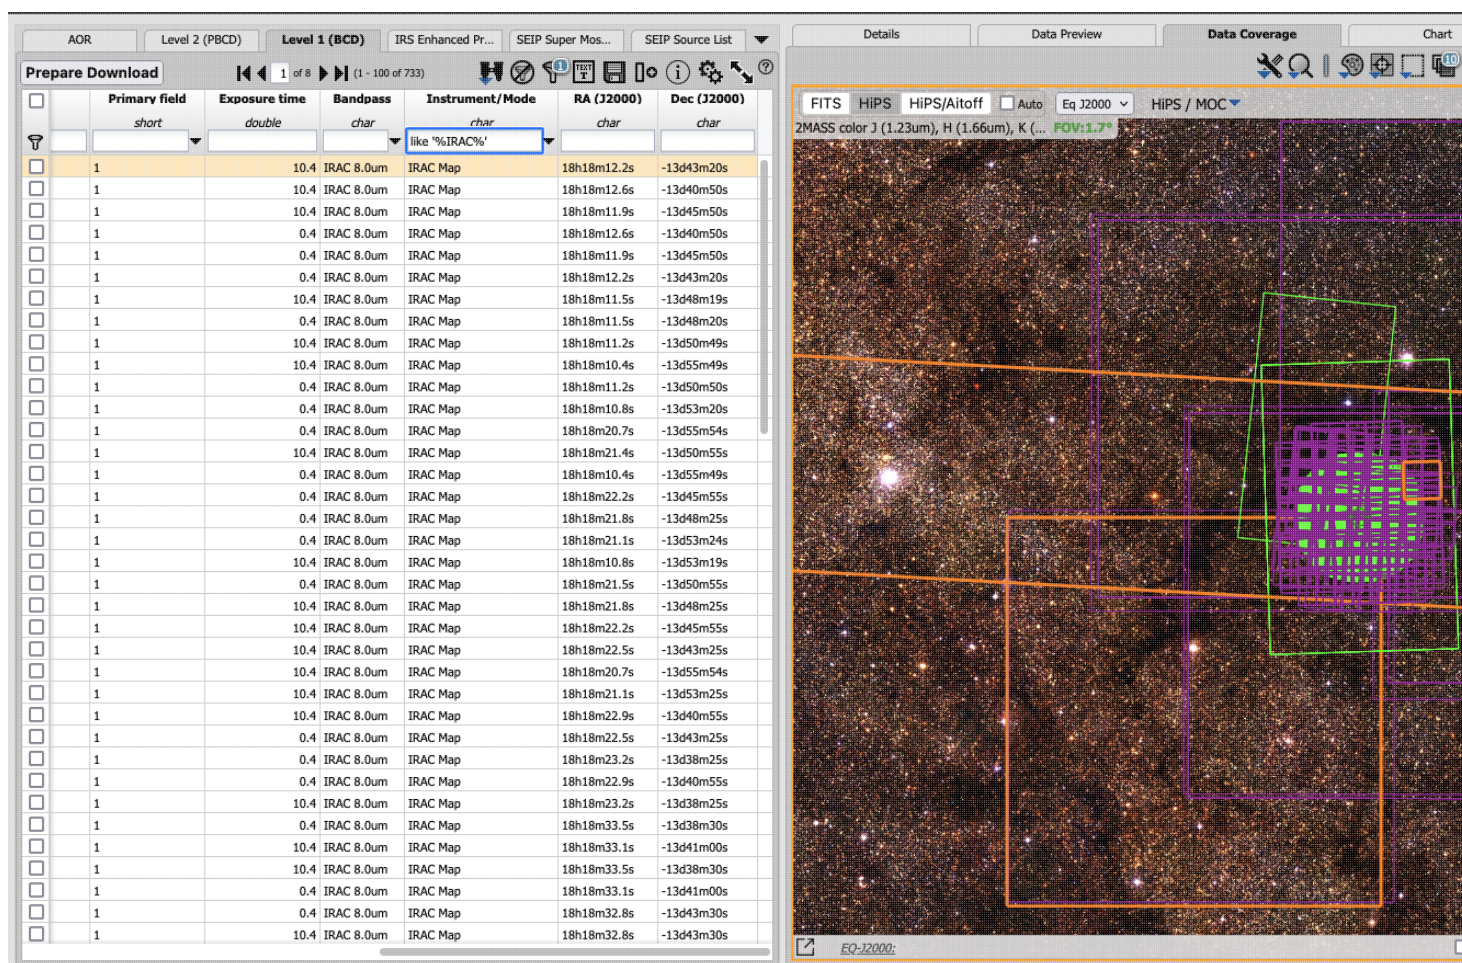 AOR Level 2 (PBCD) Level 1 (BCD) IRS Enhanced Pr... SEIP Super Mos... SEIP Source List
Prepare Download 1 of 8 (1 - 100 of 733) 1 TEXT T i ?
Primary field Exposure time Bandpass Instrument/Mode RA (J2000) Dec (J2000)
short double char char char char
like '%IRAC%'
1 10.4 IRAC 8.0um IRAC Map 18h18m12.2s -13d43m20s
1 10.4 IRAC 8.0um IRAC Map 18h18m12.6s -13d40m50s
1 10.4 IRAC 8.0um IRAC Map 18h18m11.9s -13d45m50s
1 0.4 IRAC 8.0um IRAC Map 18h18m12.6s -13d40m50s
1 0.4 IRAC 8.0um IRAC Map 18h18m11.9s -13d45m50s
1 0.4 IRAC 8.0um IRAC Map 18h18m12.2s -13d43m20s
1 10.4 IRAC 8.0um IRAC Map 18h18m11.5s -13d48m19s
1 0.4 IRAC 8.0um IRAC Map 18h18m11.5s -13d48m20s
1 10.4 IRAC 8.0um IRAC Map 18h18m11.2s -13d50m49s
1 10.4 IRAC 8.0um IRAC Map 18h18m10.4s -13d55m49s
1 0.4 IRAC 8.0um IRAC Map 18h18m11.2s -13d50m50s
1 0.4 IRAC 8.0um IRAC Map 18h18m10.8s -13d53m20s
1 0.4 IRAC 8.0um IRAC Map 18h18m20.7s -13d55m54s
1 10.4 IRAC 8.0um IRAC Map 18h18m21.4s -13d50m55s
1 0.4 IRAC 8.0um IRAC Map 18h18m10.4s -13d55m49s
1 0.4 IRAC 8.0um IRAC Map 18h18m22.2s -13d45m55s
1 0.4 IRAC 8.0um IRAC Map 18h18m21.8s -13d48m25s
1 0.4 IRAC 8.0um IRAC Map 18h18m21.1s -13d53m24s
1 10.4 IRAC 8.0um IRAC Map 18h18m10.8s -13d53m19s
1 0.4 IRAC 8.0um IRAC Map 18h18m21.5s -13d50m55s
1 10.4 IRAC 8.0um IRAC Map 18h18m21.8s -13d48m25s
1 10.4 IRAC 8.0um IRAC Map 18h18m22.2s -13d45m55s
1 10.4 IRAC 8.0um IRAC Map 18h18m22.5s -13d43m25s
1 10.4 IRAC 8.0um IRAC Map 18h18m20.7s -13d55m54s
1 10.4 IRAC 8.0um IRAC Map 18h18m21.1s -13d53m25s
1 10.4 IRAC 8.0um IRAC Map 18h18m22.9s -13d40m55s
1 0.4 IRAC 8.0um IRAC Map 18h18m22.5s -13d43m25s
1 0.4 IRAC 8.0um IRAC Map 18h18m23.2s -13d38m25s
1 0.4 IRAC 8.0um IRAC Map 18h18m22.9s -13d40m55s
1 10.4 IRAC 8.0um IRAC Map 18h18m23.2s -13d38m25s
1 0.4 IRAC 8.0um IRAC Map 18h18m33.5s -13d38m30s
1 10.4 IRAC 8.0um IRAC Map 18h18m33.1s -13d41m00s
1 10.4 IRAC 8.0um IRAC Map 18h18m33.5s -13d38m30s
1 0.4 IRAC 8.0um IRAC Map 18h18m33.1s -13d41m00s
1 0.4 IRAC 8.0um IRAC Map 18h18m32.8s -13d43m30s
1 10.4 IRAC 8.0um IRAC Map 18h18m32.8s -13d43m30s
Details Data Preview Data Coverage Chart
10
FITS HiPS HiPS/Aitoff Auto Eq J2000 HiPS / MOC
2MASS color J (1.23um), H (1.66um), K (... FOV:1.7°
EQ-J2000: